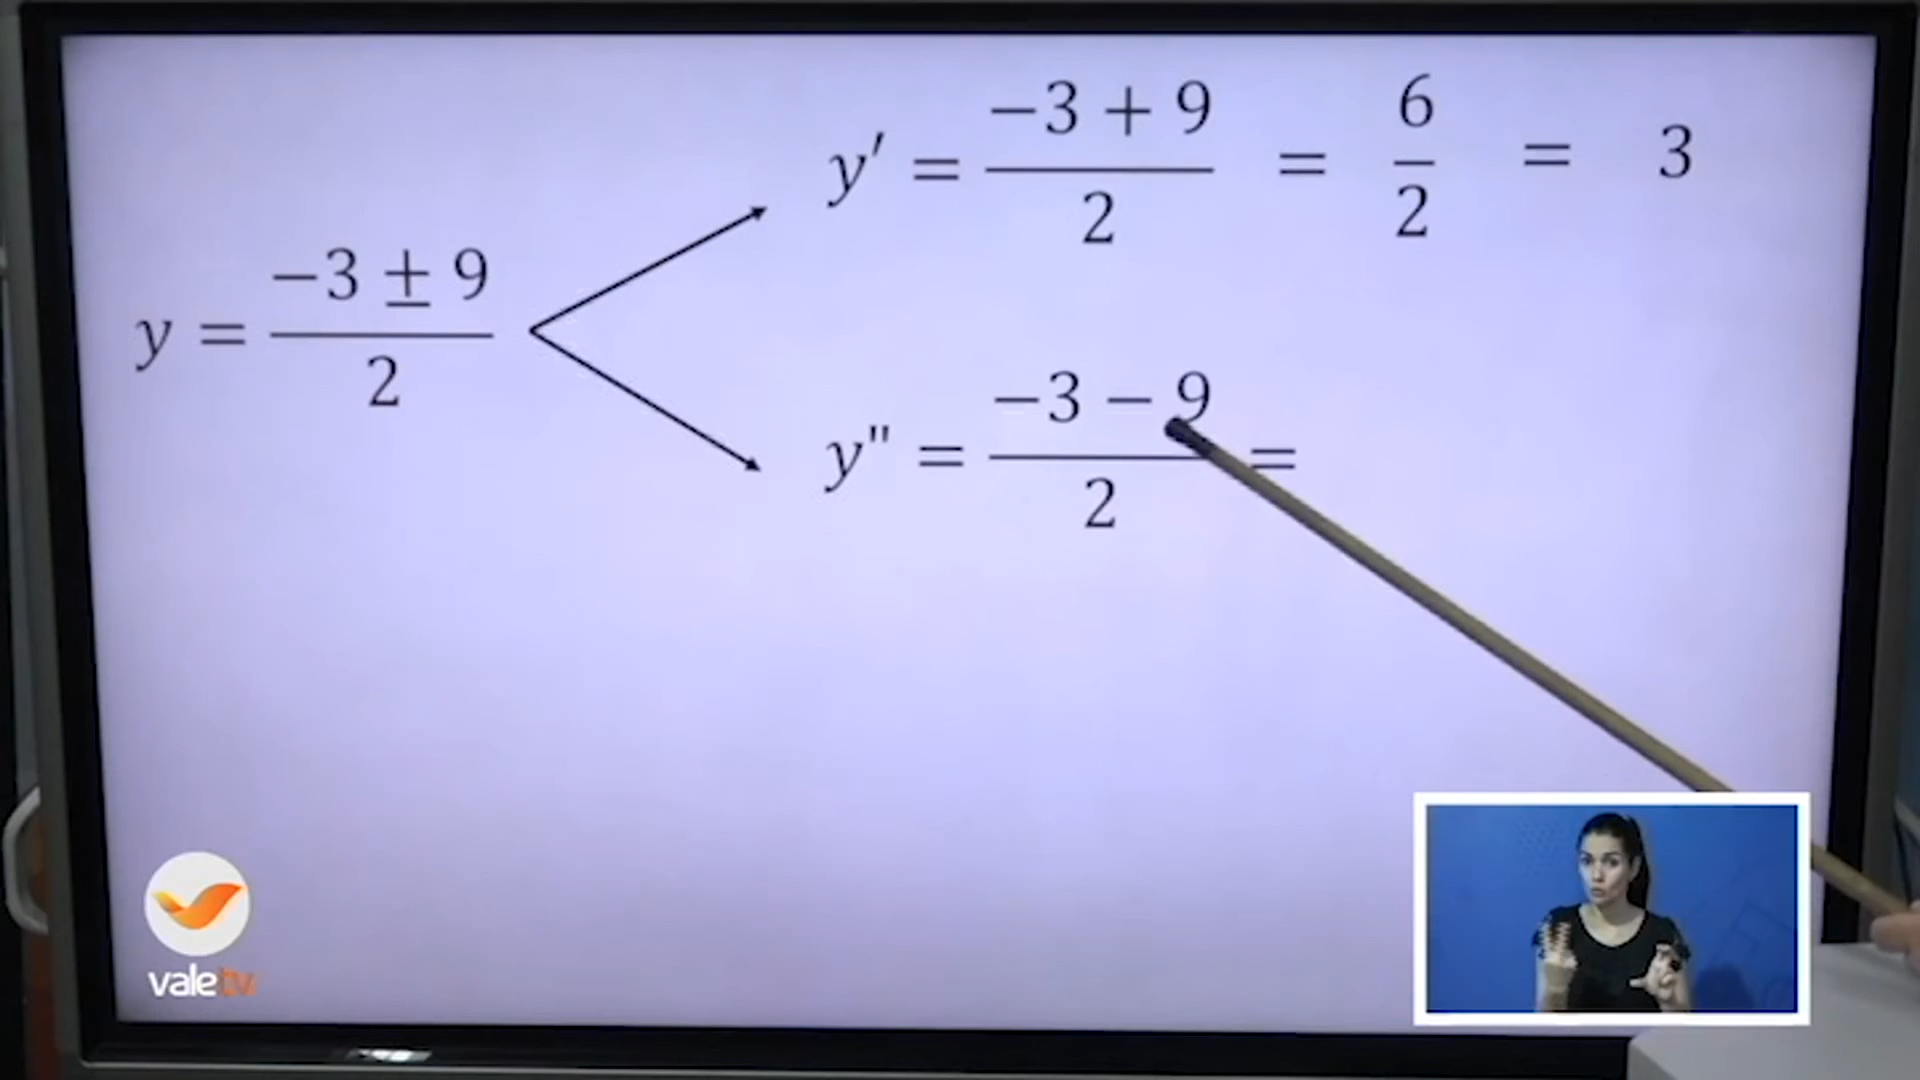 y = (-3 ± 9)/2
y′ = (-3 + 9)/2 = 6/2 = 3
y" = (-3 − 9)/2 =
valetv